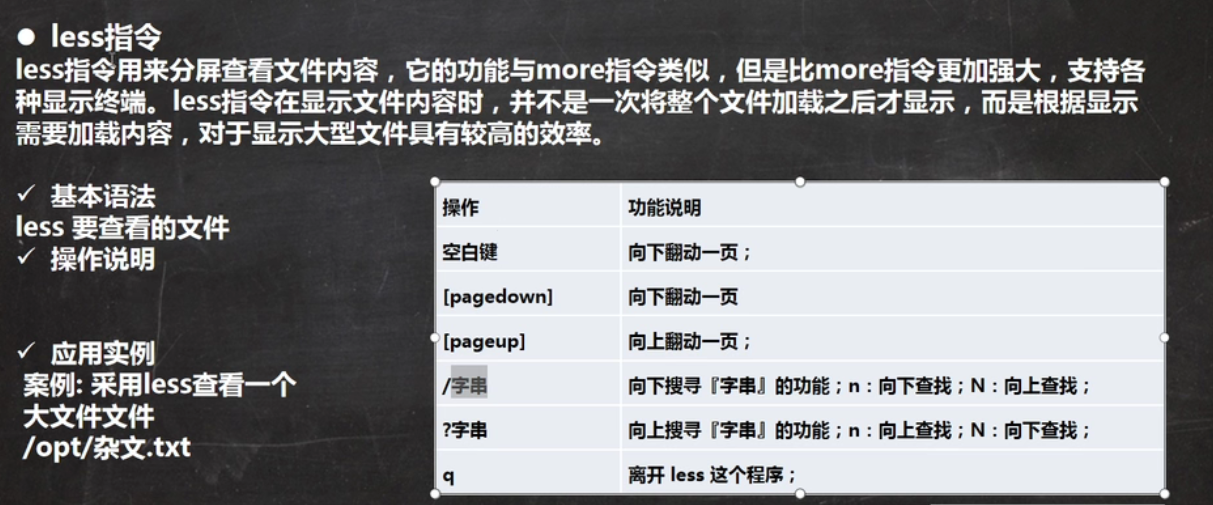 ● less指令
less指令用来分屏查看文件内容，它的功能与more指令类似，但是比more指令更加强大，支持各
种显示终端。less指令在显示文件内容时，并不是一次将整个文件加载之后才显示，而是根据显示
需要加载内容，对于显示大型文件具有较高的效率。
✓ 基本语法
less 要查看的文件
✓ 操作说明
✓ 应用实例
案例: 采用less查看一个
大文件文件
/opt/杂文.txt
操作 功能说明
空白键 向下翻动一页；
[pagedown] 向下翻动一页
[pageup] 向上翻动一页；
/字串 向下搜寻『字串』的功能；n：向下查找；N：向上查找；
?字串 向上搜寻『字串』的功能；n：向上查找；N：向下查找；
q 离开 less 这个程序；